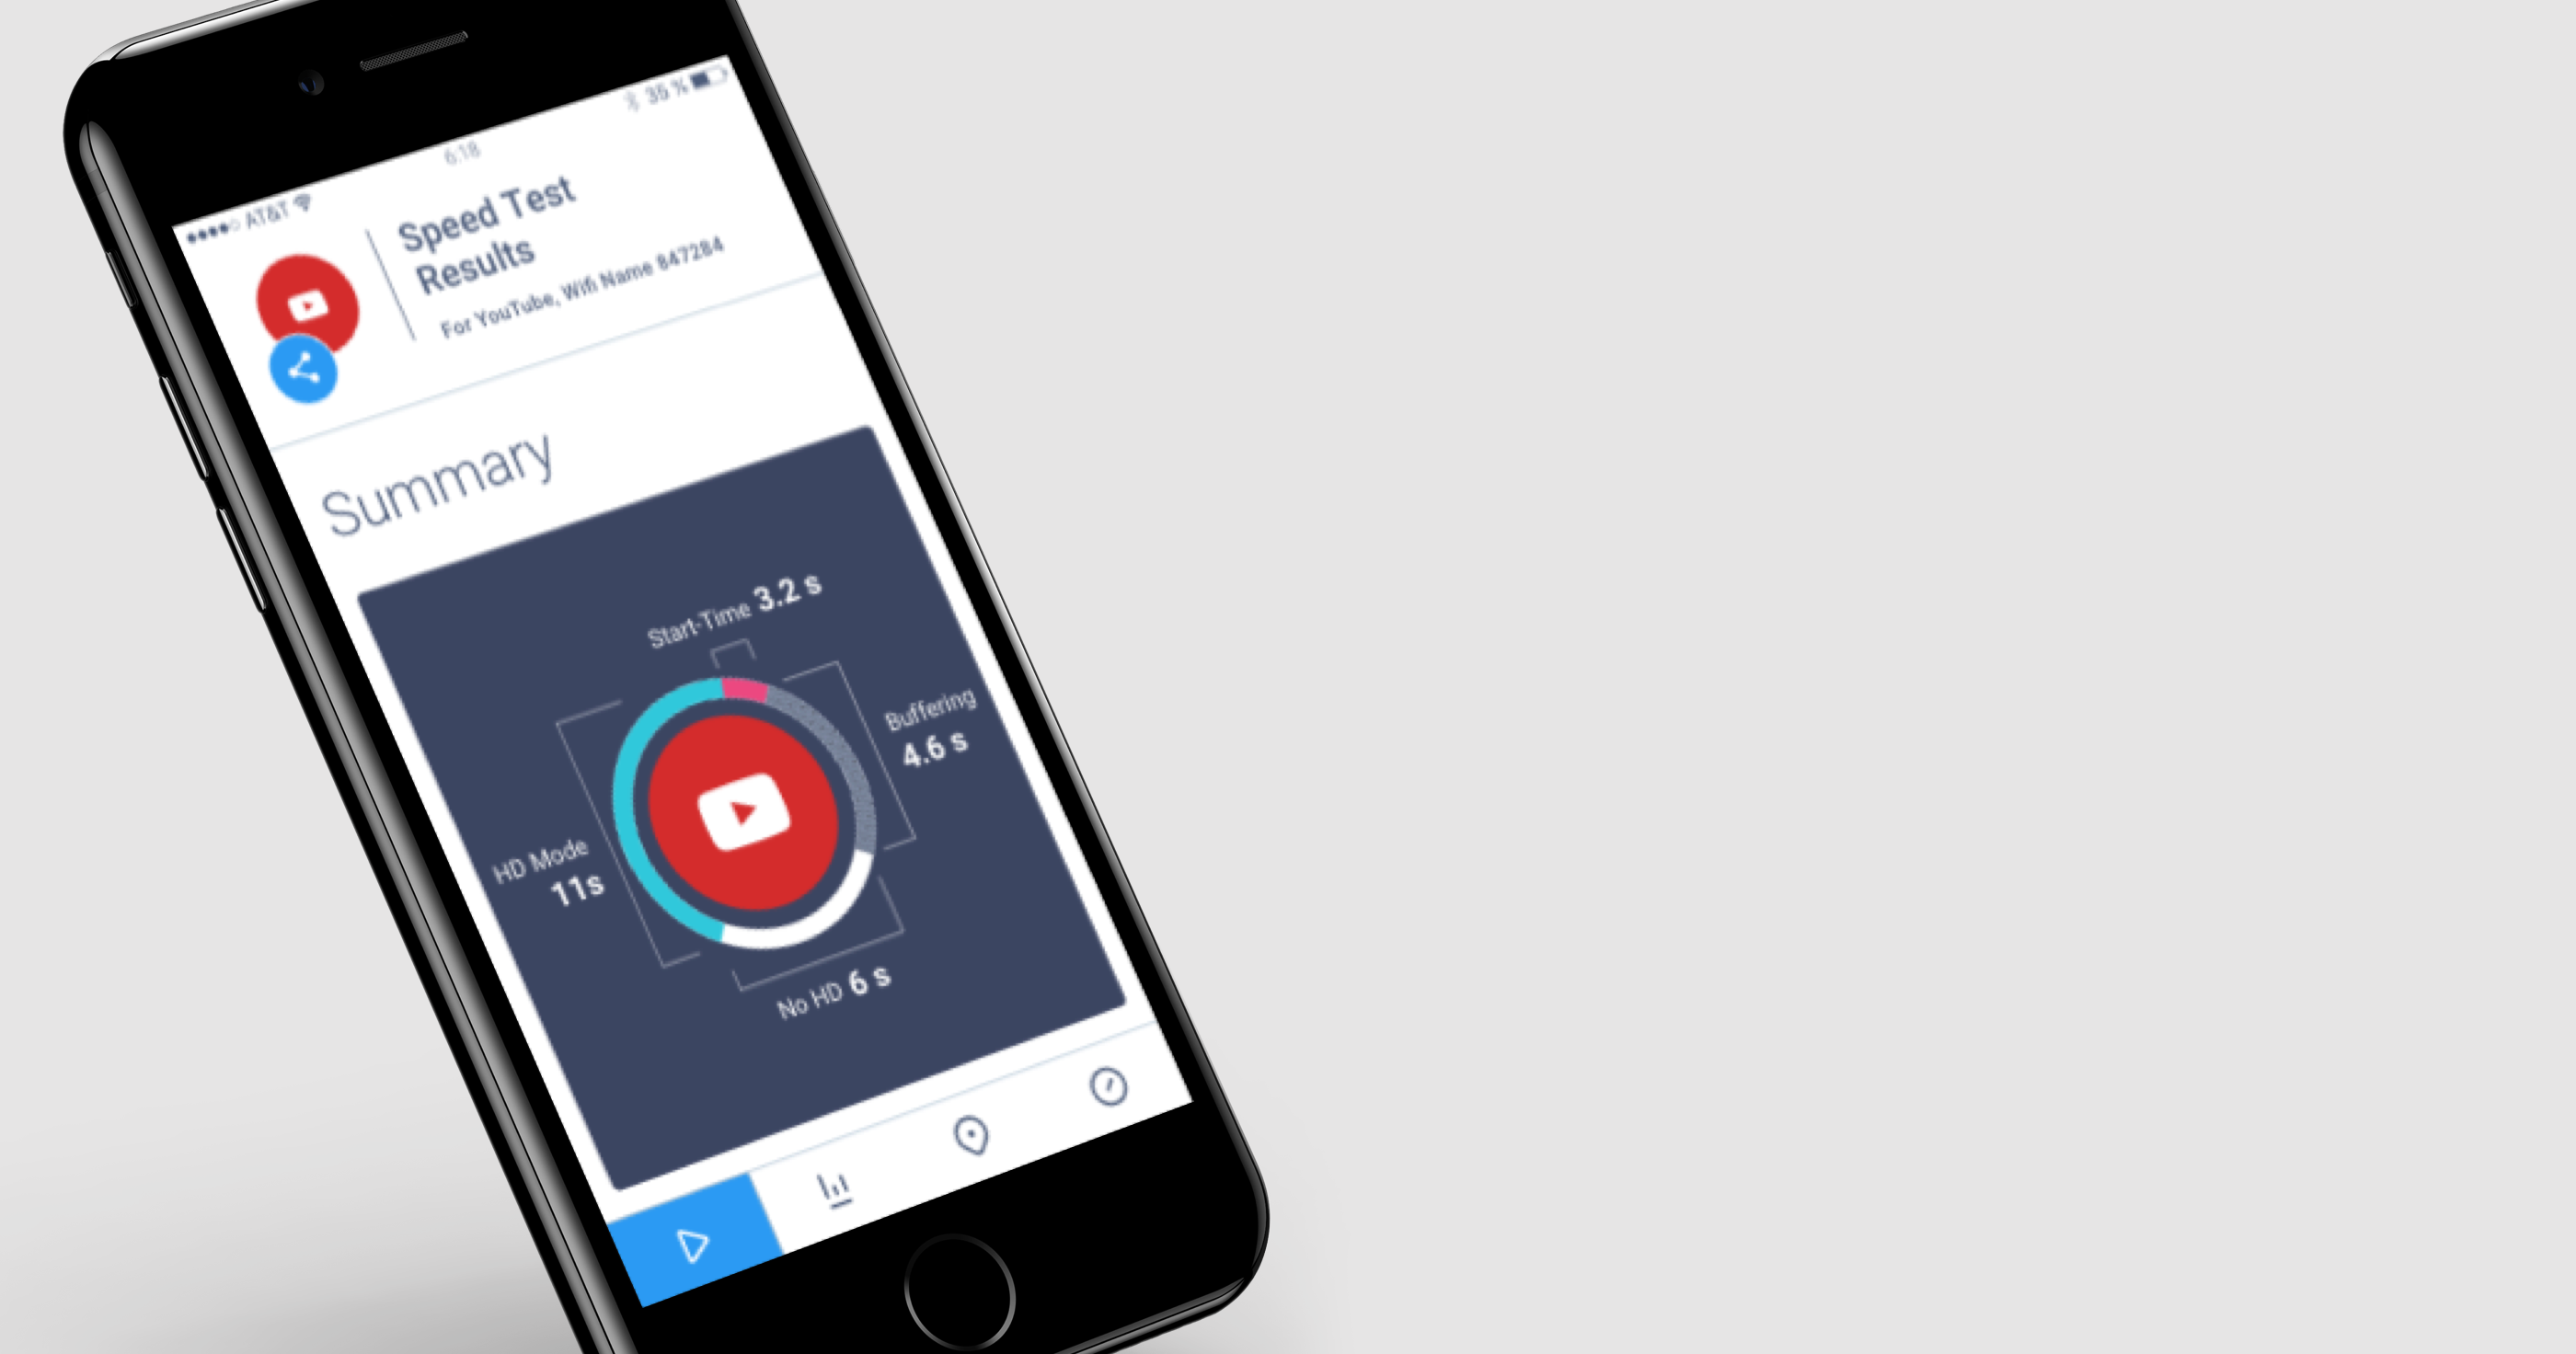 AT&T
6:18
35 %
Speed Test
Results
For YouTube, Wifi Name 847284
Summary
Start-Time 3.2 s
Buffering
4.6 s
HD Mode
11s
No HD 6 s